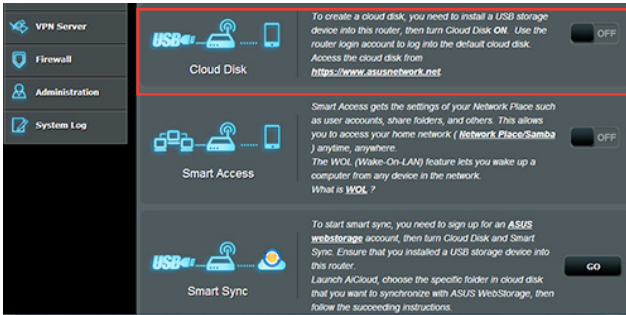 VPN Server
Firewall
Administration
System Log
USB
Cloud Disk
To create a cloud disk, you need to install a USB storage
device into this router, then turn Cloud Disk ON. Use the
router login account to log into the default cloud disk.
Access the cloud disk from
https://www.asusnetwork.net.
OFF
Smart Access
Smart Access gets the settings of your Network Place such
as user accounts, share folders, and others. This allows
you to access your home network ( Network Place/Samba
) anytime, anywhere.
The WOL (Wake-On-LAN) feature lets you wake up a
computer from any device in the network.
What is WOL ?
OFF
USB
Smart Sync
To start smart sync, you need to sign up for an ASUS
webstorage account, then turn Cloud Disk and Smart
Sync. Ensure that you installed a USB storage device into
this router.
Launch AiCloud, choose the specific folder in cloud disk
that you want to synchronize with ASUS WebStorage, then
follow the succeeding instructions.
GO